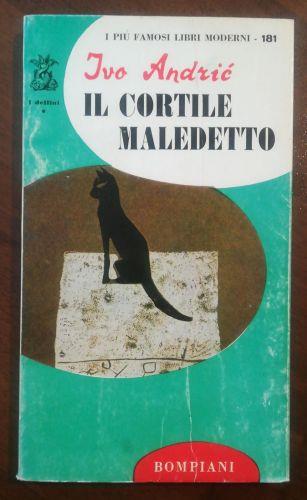 I PIÙ FAMOSI LIBRI MODERNI - 181
I delfini
Ivo Andrić
IL CORTILE
MALEDETTO
BOMPIANI